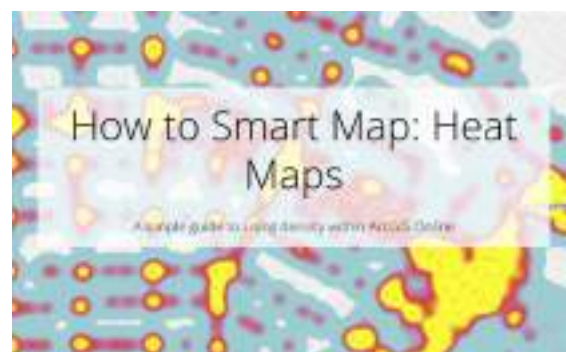 How to Smart Map: Heat
Maps
A simple guide to using density within ArcGIS Online